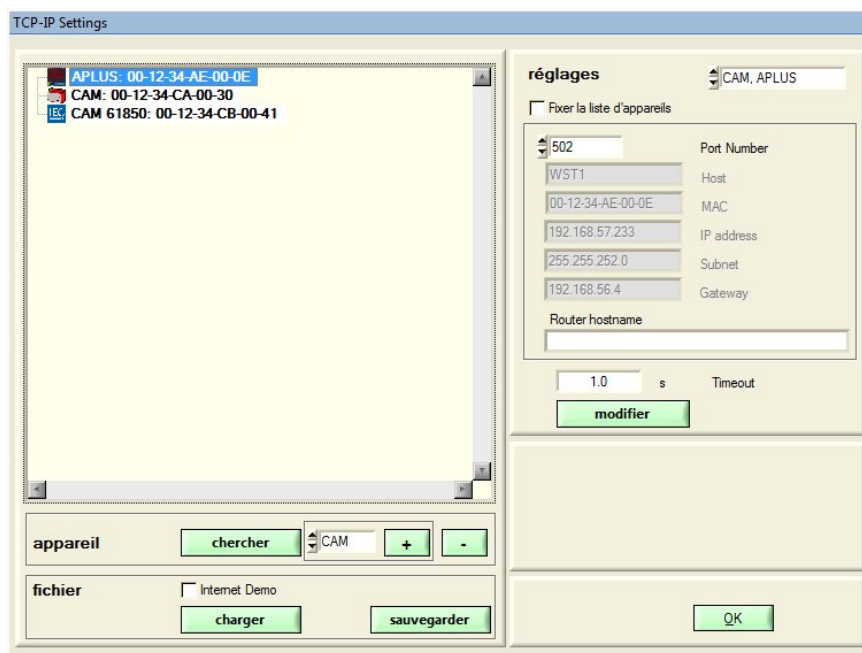 TCP-IP Settings
APLUS: 00-12-34-AE-00-0E
CAM: 00-12-34-CA-00-30
IEC CAM 61850: 00-12-34-CB-00-41
réglages
CAM, APLUS
Fixer la liste d'appareils
502 Port Number
WST1 Host
00-12-34-AE-00-0E MAC
192.168.57.233 IP address
255.255.252.0 Subnet
192.168.56.4 Gateway
Router hostname
1.0 s Timeout
modifier
appareil chercher CAM + -
fichier Internet Demo
charger sauvegarder
OK